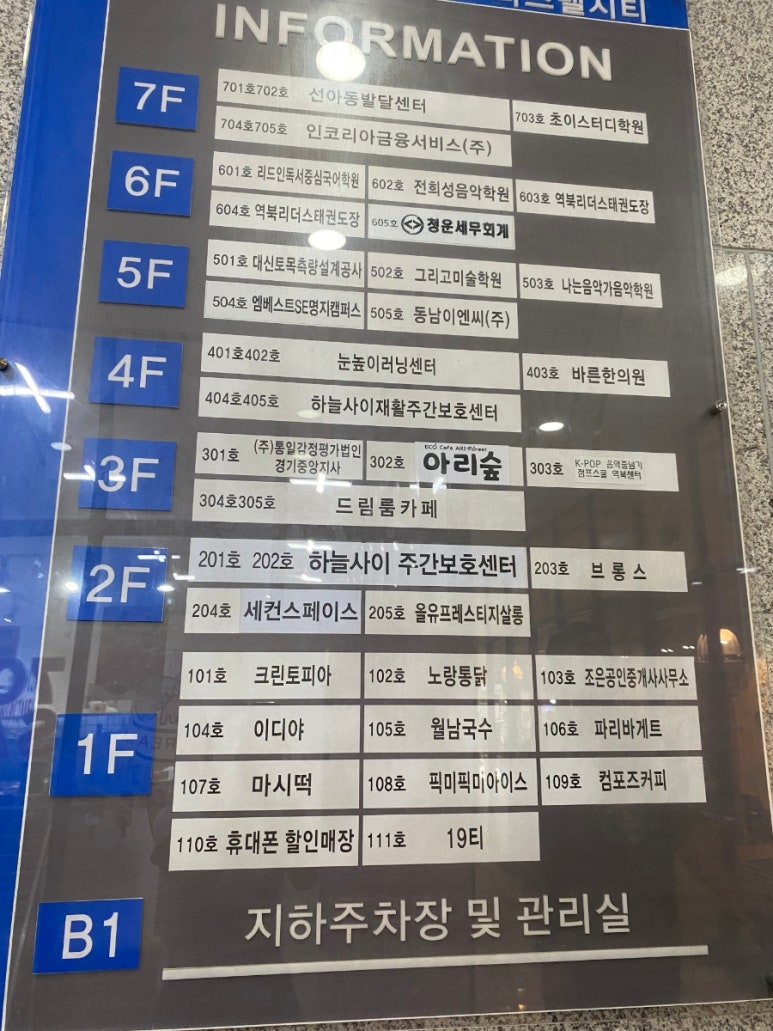 INFORMATION
7F
701호702호 선아동발달센터
703호 초이스터디학원
704호705호 인코리아금융서비스(주)
6F
601호 리드인독서중심국어학원
602호 전희성음악학원
603호 역북리더스태권도장
604호 역북리더스태권도장
605호 청운세무회계
5F
501호 대신토목측량설계공사
502호 그리고미술학원
503호 나는음악가음악학원
504호 엠베스트SE명지캠퍼스
505호 동남이엔씨(주)
4F
401호402호 눈높이러닝센터
403호 바른한의원
404호405호 하늘사이재활주간보호센터
3F
301호 (주)통일감정평가법인
경기중앙지사
302호 eco Cafe ARI Forest
아리숲
303호 K-POP 음악줄넘기
점프스쿨 역북센터
304호305호 드림룸카페
2F
201호 202호 하늘사이 주간보호센터
203호 브롱스
204호 세컨스페이스
205호 올유프레스티지살롱
1F
101호 크린토피아
102호 노랑통닭
103호 조은공인중개사사무소
104호 이디야
105호 월남국수
106호 파리바게트
107호 마시떡
108호 픽미픽미아이스
109호 컴포즈커피
110호 휴대폰 할인매장
111호 19티
B1
지하주차장 및 관리실